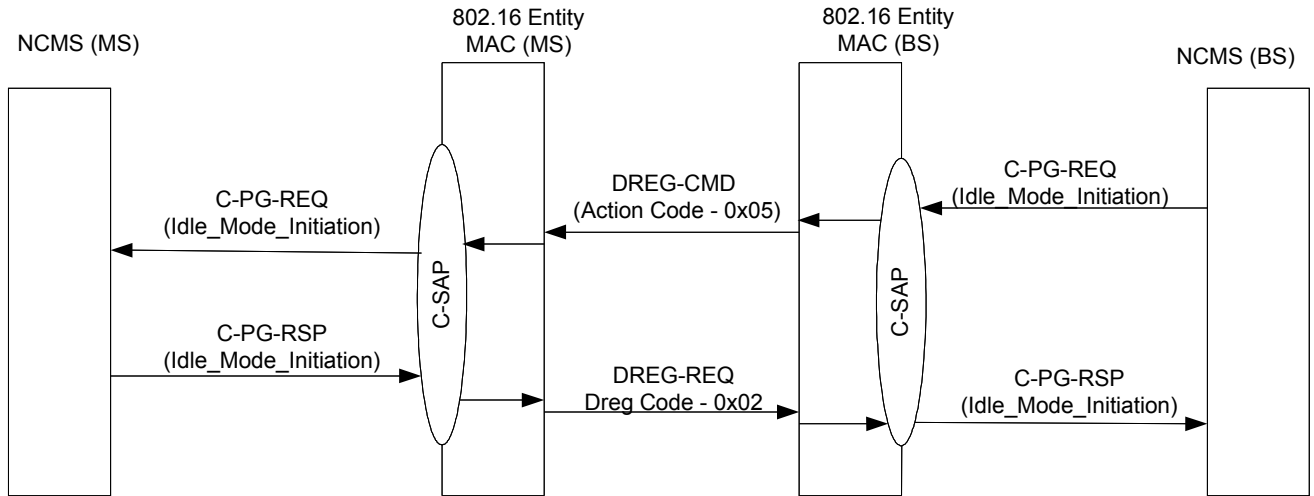 NCMS (MS)
802.16 Entity
MAC (MS)
802.16 Entity
MAC (BS)
NCMS (BS)
C-PG-REQ
(Idle_Mode_Initiation)
DREG-CMD
(Action Code - 0x05)
C-PG-REQ
(Idle_Mode_Initiation)
C-SAP
C-SAP
C-PG-RSP
(Idle_Mode_Initiation)
DREG-REQ
Dreg Code - 0x02
C-PG-RSP
(Idle_Mode_Initiation)